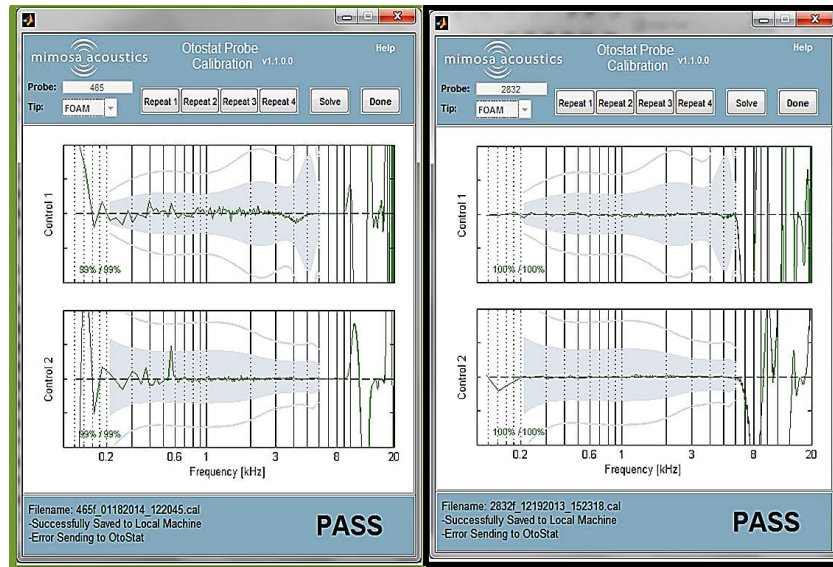 mimosa acoustics
Otostat Probe
Calibration v1.1.0.0
Help
Probe: 465
Tip: FOAM
Repeat 1 Repeat 2 Repeat 3 Repeat 4 Solve Done
Control 1
99% / 99%
Control 2
99% / 99%
0.2 0.6 1 3 8 20
Frequency [kHz]
Filename: 465f_01182014_122045.cal
-Successfully Saved to Local Machine
-Error Sending to OtoStat
PASS
mimosa acoustics
Otostat Probe
Calibration v1.1.0.0
Help
Probe: 2832
Tip: FOAM
Repeat 1 Repeat 2 Repeat 3 Repeat 4 Solve Done
Control 1
100% / 100%
Control 2
100% / 100%
0.2 0.6 1 3 8 20
Frequency [kHz]
Filename: 2832f_12192013_152318.cal
-Successfully Saved to Local Machine
-Error Sending to OtoStat
PASS